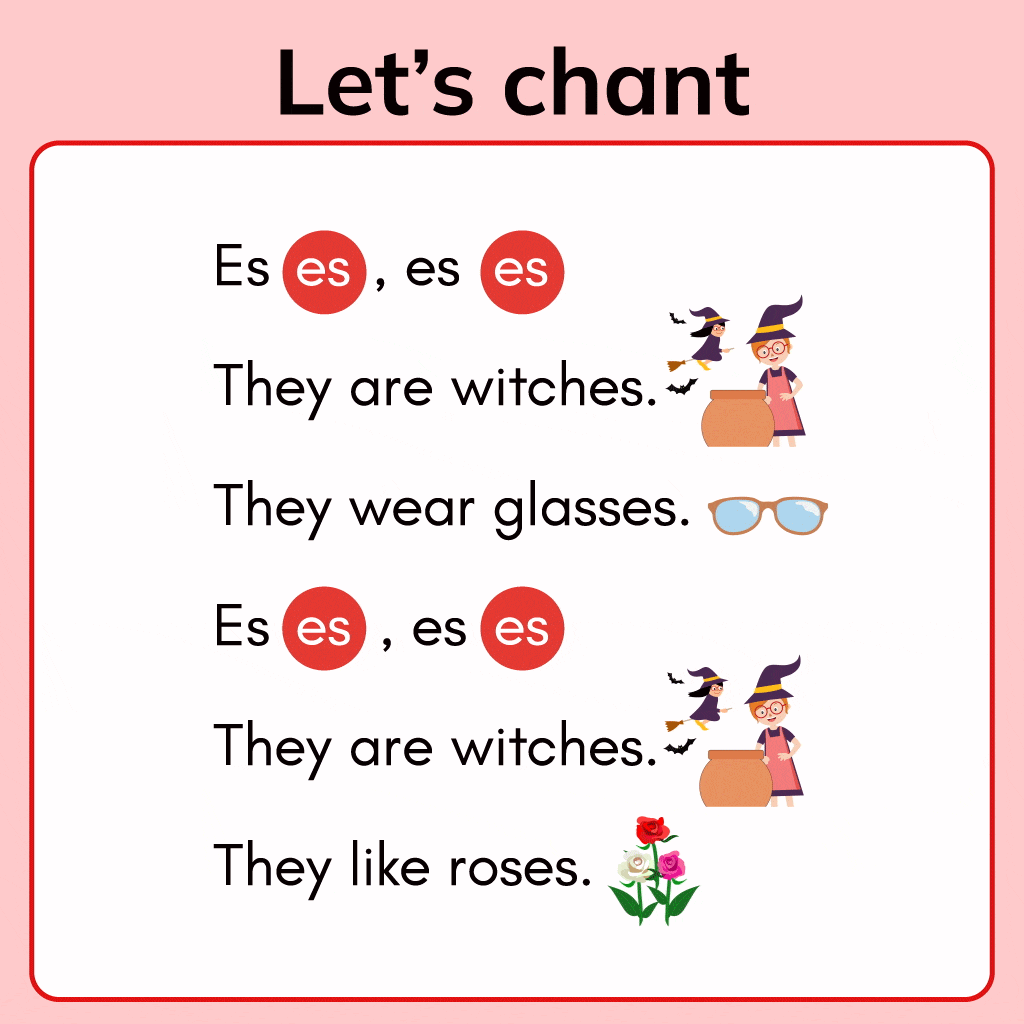 Let's chant
Es es, es es
They are witches.
They wear glasses.
Es es , es es
They are witches.
They like roses.